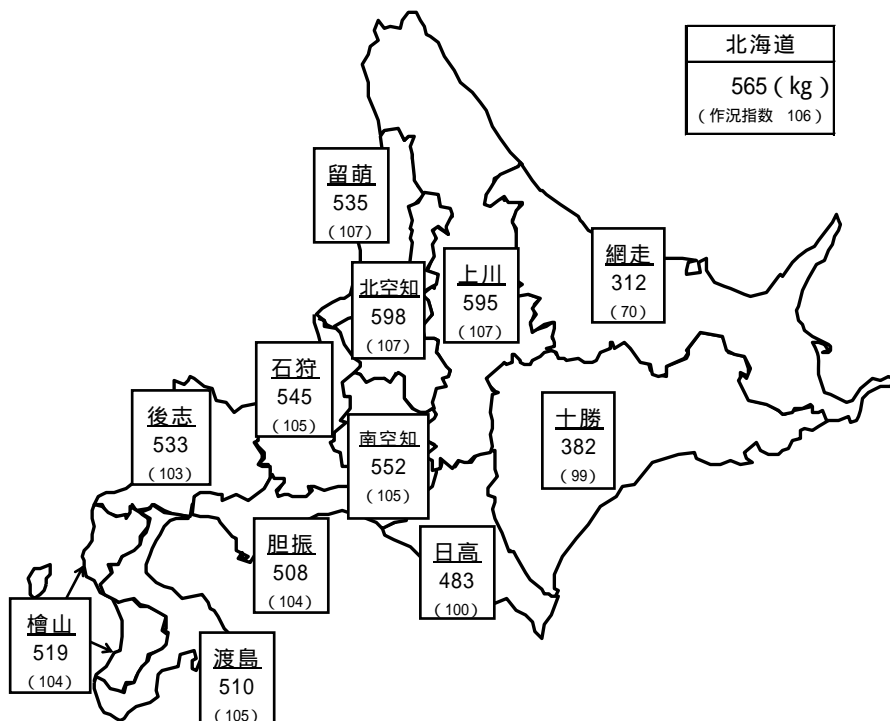 北海道
565(kg)
(作況指数 106)
留萌
535
(107)
北空知
598
(107)
上川
595
(107)
網走
312
(70)
石狩
545
(105)
後志
533
(103)
南空知
552
(105)
十勝
382
(99)
胆振
508
(104)
日高
483
(100)
檜山
519
(104)
渡島
510
(105)